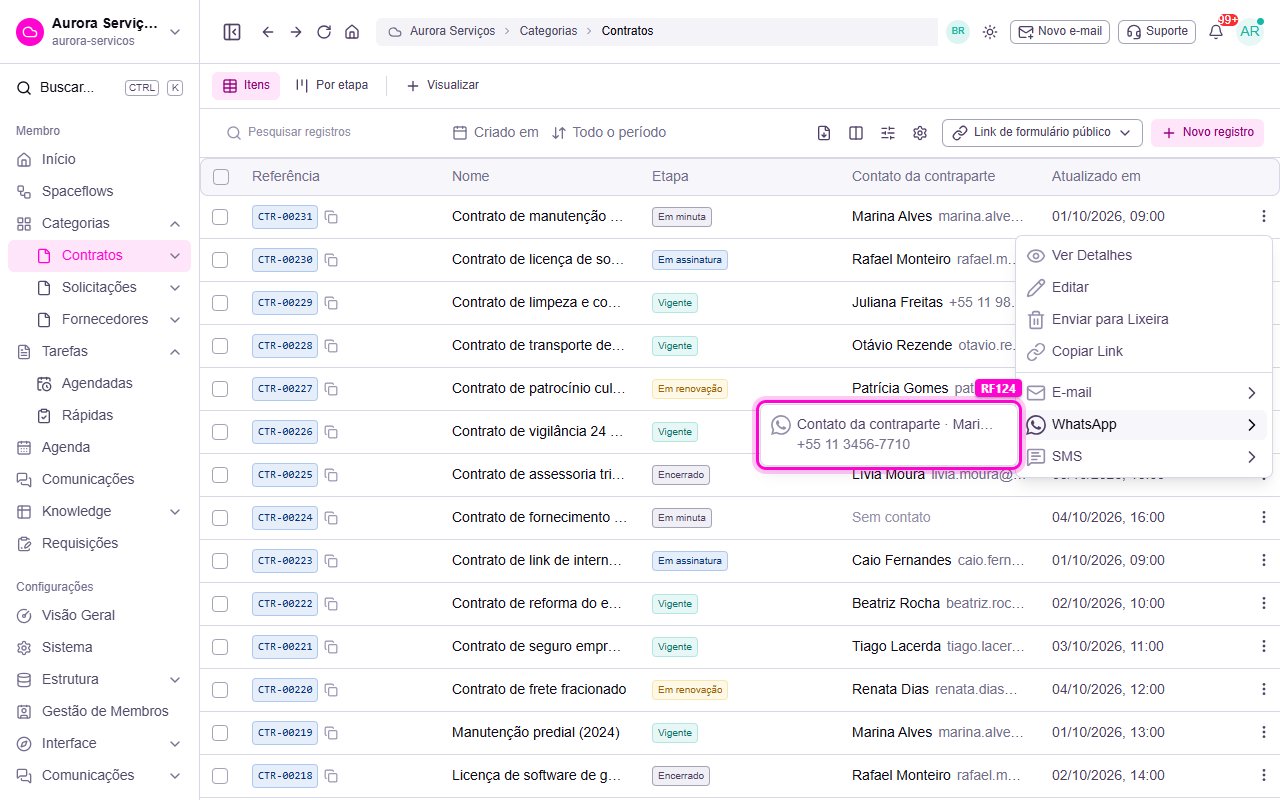 Aurora Serviç...
aurora-servicos
Buscar... CTRL K
Membro
Início
Spaceflows
Categorias
Contratos
Solicitações
Fornecedores
Tarefas
Agendadas
Rápidas
Agenda
Comunicações
Knowledge
Requisições
Configurações
Visão Geral
Sistema
Estrutura
Gestão de Membros
Interface
Comunicações
Aurora Serviços > Categorias > Contratos
BR
Novo e-mail
Suporte
99+
AR
Itens
Por etapa
Visualizar
Pesquisar registros
Criado em
Todo o período
Link de formulário público
Novo registro
Referência Nome Etapa Contato da contraparte Atualizado em
CTR-00231 Contrato de manutenção ... Em minuta Marina Alves marina.alve... 01/10/2026, 09:00
CTR-00230 Contrato de licença de so... Em assinatura Rafael Monteiro rafael.m...
CTR-00229 Contrato de limpeza e co... Vigente Juliana Freitas +55 11 98.
CTR-00228 Contrato de transporte de... Vigente Otávio Rezende otavio.re.
CTR-00227 Contrato de patrocínio cul... Em renovação Patrícia Gomes
CTR-00226 Contrato de vigilância 24 ... Vigente
CTR-00225 Contrato de assessoria tri... Encerrado Lívia Moura livia.moura@...
CTR-00224 Contrato de fornecimento ... Em minuta Sem contato 04/10/2026, 16:00
CTR-00223 Contrato de link de intern... Em assinatura Caio Fernandes caio.fern... 01/10/2026, 09:00
CTR-00222 Contrato de reforma do e... Vigente Beatriz Rocha beatriz.roc... 02/10/2026, 10:00
CTR-00221 Contrato de seguro empr... Vigente Tiago Lacerda tiago.lacer... 03/10/2026, 11:00
CTR-00220 Contrato de frete fracionado Em renovação Renata Dias renata.dias... 04/10/2026, 12:00
CTR-00219 Manutenção predial (2024) Vigente Marina Alves marina.alve... 01/10/2026, 13:00
CTR-00218 Licença de software de g... Encerrado Rafael Monteiro rafael.m... 02/10/2026, 14:00
Ver Detalhes
Editar
Enviar para Lixeira
Copiar Link
E-mail
WhatsApp
SMS
RF124
Contato da contraparte · Mari...
+55 11 3456-7710